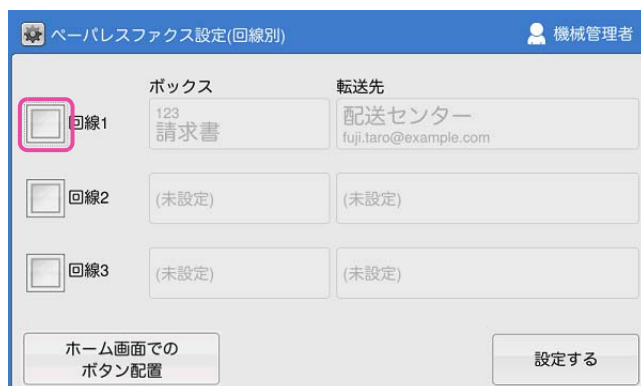 ペーパレスファクス設定(回線別)
機械管理者
ボックス
転送先
回線1
123
請求書
配送センター
fuji.taro@example.com
回線2
(未設定)
(未設定)
回線3
(未設定)
(未設定)
ホーム画面での
ボタン配置
設定する